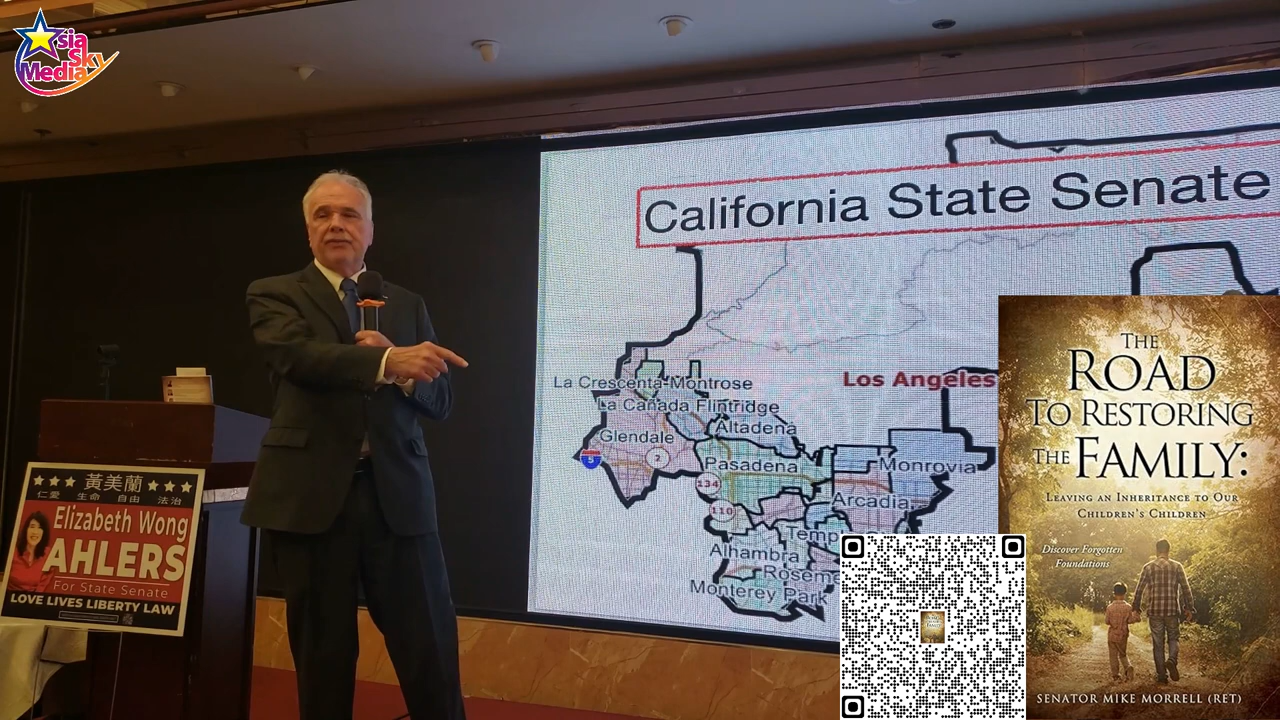 Asia
Sky
Media
California State Senate
La Crescenta-Montrose
La Canada Flintridge
Altadena
Glendale
5
2
Pasadena
134
Monrovia
110
Arcadia
Temp
Alhambra
Roseme
Monterey Park
Los Angeles
黃美蘭
仁愛 生命 自由 法治
Elizabeth Wong
AHLERS
For State Senate
LOVE LIVES LIBERTY LAW
THE
ROAD
TO RESTORING
THE FAMILY:
LEAVING AN INHERITANCE TO OUR
CHILDREN'S CHILDREN
Discover Forgotten
Foundations
SENATOR MIKE MORRELL (RET)